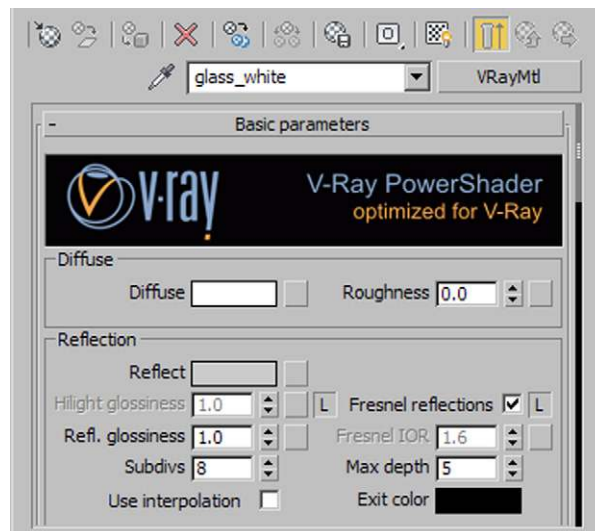 glass_white VRayMtl
- Basic parameters
v·ray V-Ray PowerShader
optimized for V-Ray
Diffuse
Diffuse Roughness 0.0
Reflection
Reflect
Hilight glossiness 1.0 L Fresnel reflections L
Refl. glossiness 1.0 Fresnel IOR 1.6
Subdivs 8 Max depth 5
Use interpolation Exit color